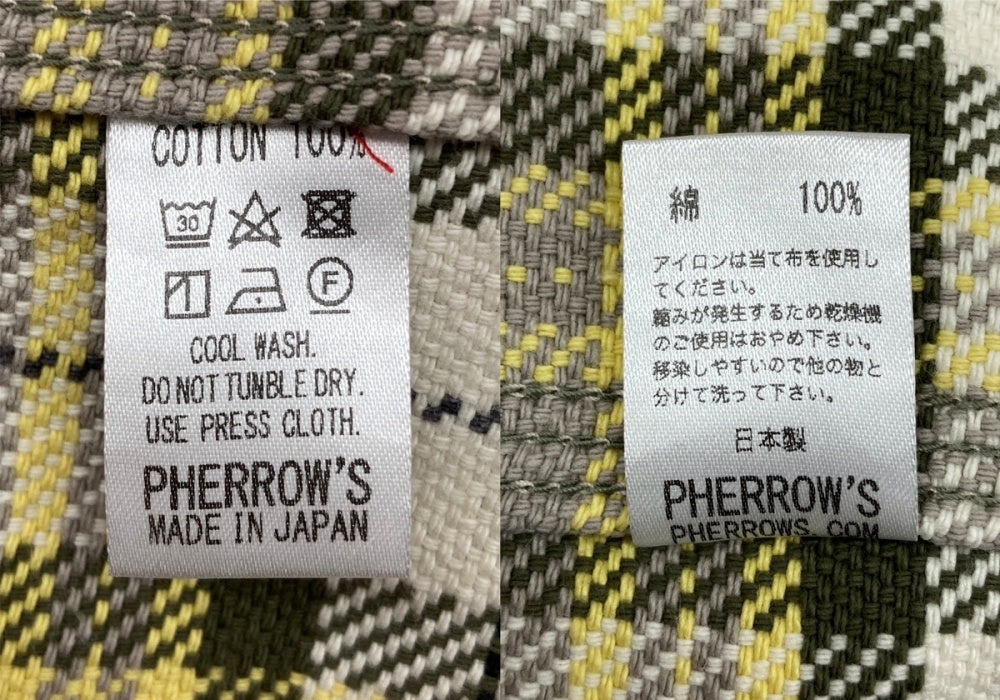 COTTON 100%
30
F
COOL WASH.
DO NOT TUMBLE DRY.
USE PRESS CLOTH.
PHERROW'S
MADE IN JAPAN
綿 100%
アイロンは当て布を使用し
てください。
縮みが発生するため乾燥機
のご使用はおやめ下さい。
移染しやすいので他の物と
分けて洗って下さい。
日本製
PHERROW'S
PHERROWS.COM